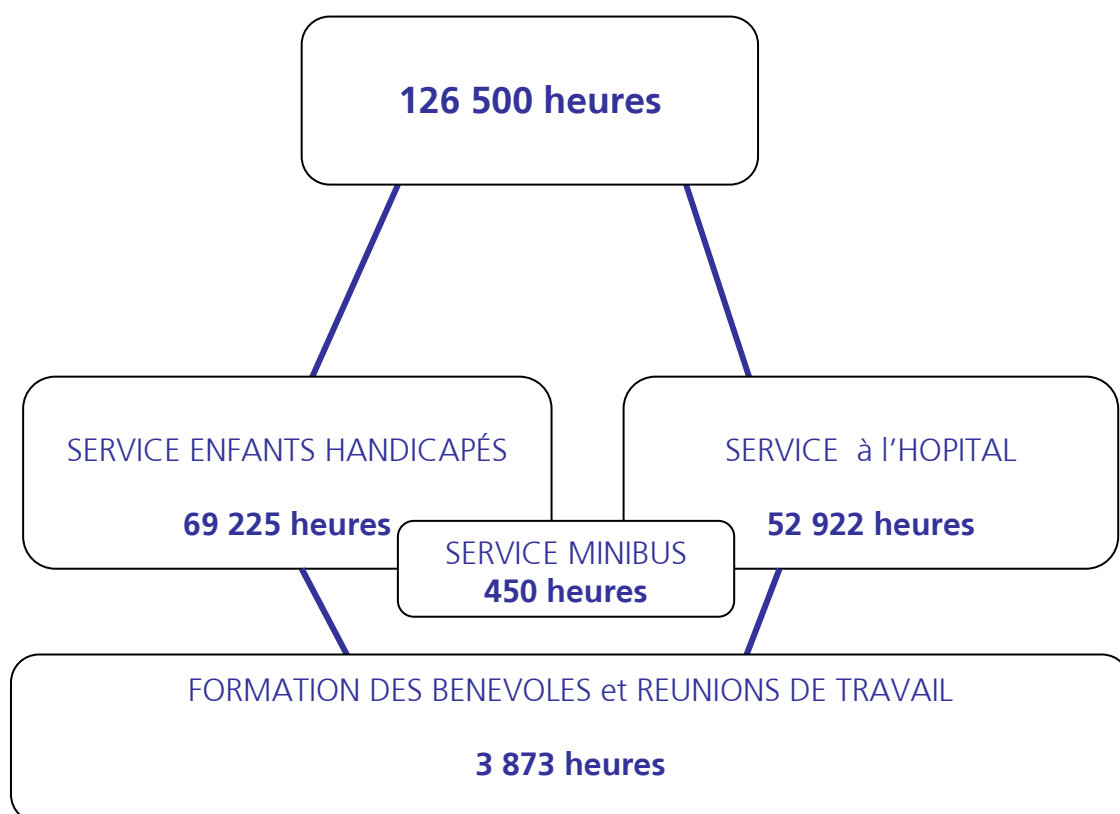 126 500 heures
SERVICE ENFANTS HANDICAPÉS
69 225 heures
SERVICE à l'HOPITAL
52 922 heures
SERVICE MINIBUS
450 heures
FORMATION DES BENEVOLES et REUNIONS DE TRAVAIL
3 873 heures